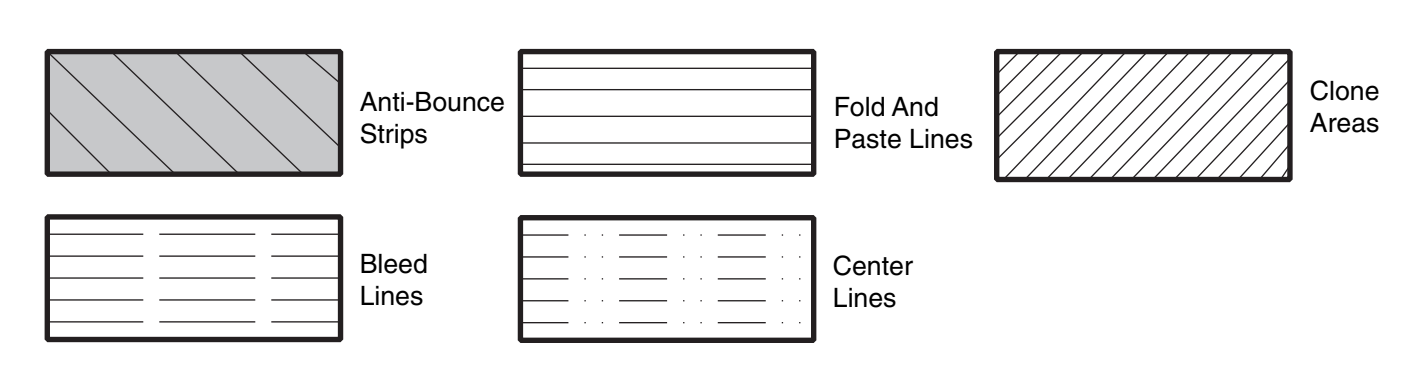 Anti-Bounce
Strips
Fold And
Paste Lines
Clone
Areas
Bleed
Lines
Center
Lines